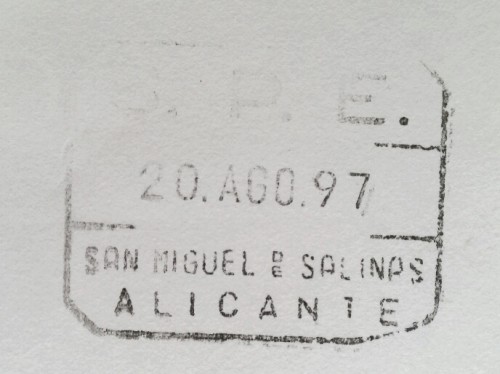 P. E.
20. AGO. 97
SAN MIGUEL DE SALINAS
ALICANTE